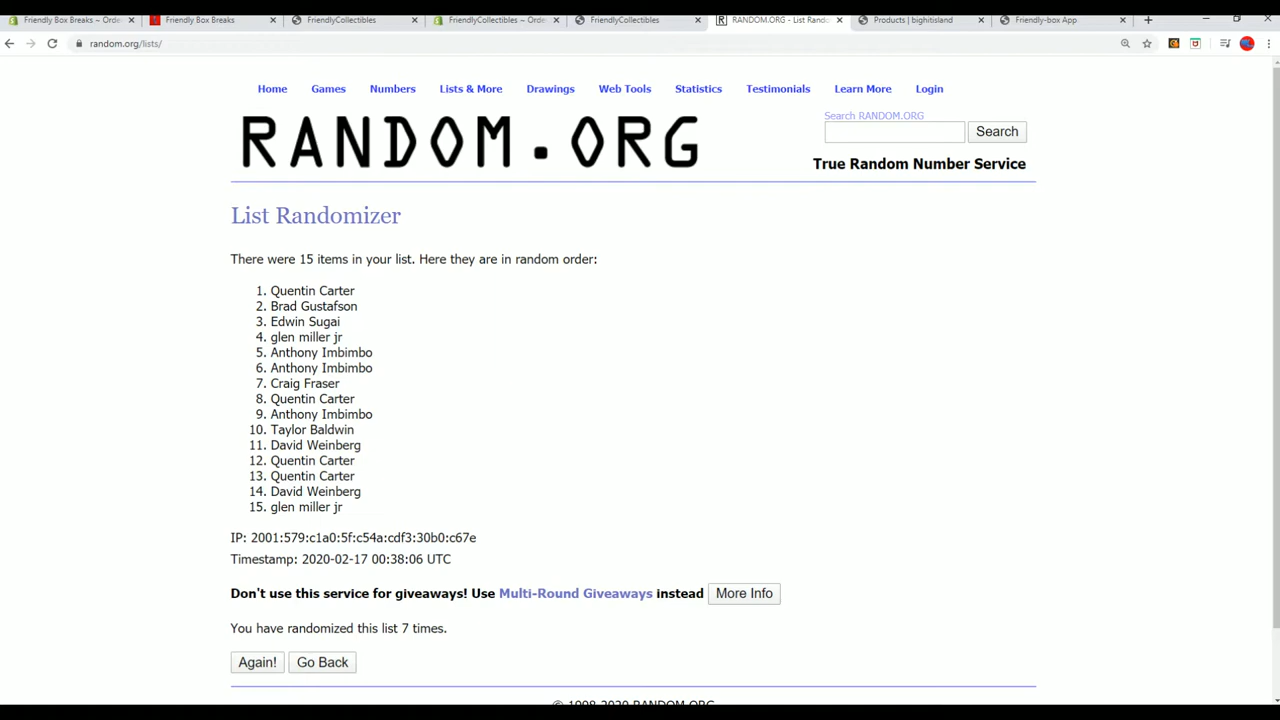 Friendly Box Breaks ~ Order
Friendly Box Breaks
FriendlyCollectibles
FriendlyCollectibles ~ Order
FriendlyCollectibles
RANDOM.ORG - List Rando
Products | bighitisland
Friendly-box App
random.org/lists/
Home Games Numbers Lists & More Drawings Web Tools Statistics Testimonials Learn More Login
Search RANDOM.ORG
RANDOM.ORG
Search
True Random Number Service
List Randomizer
There were 15 items in your list. Here they are in random order:
1. Quentin Carter
2. Brad Gustafson
3. Edwin Sugai
4. glen miller jr
5. Anthony Imbimbo
6. Anthony Imbimbo
7. Craig Fraser
8. Quentin Carter
9. Anthony Imbimbo
10. Taylor Baldwin
11. David Weinberg
12. Quentin Carter
13. Quentin Carter
14. David Weinberg
15. glen miller jr
IP: 2001:579:c1a0:5f:c54a:cdf3:30b0:c67e
Timestamp: 2020-02-17 00:38:06 UTC
Don't use this service for giveaways! Use Multi-Round Giveaways instead More Info
You have randomized this list 7 times.
Again! Go Back
© 1998-2020 RANDOM.ORG